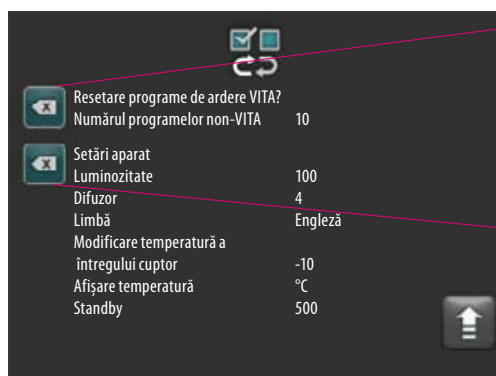 Resetare programe de ardere VITA?
Numărul programelor non-VITA 10
Setări aparat
Luminozitate 100
Difuzor 4
Limbă Engleză
Modificare temperatură a
întregului cuptor -10
Afișare temperatură °C
Standby 500